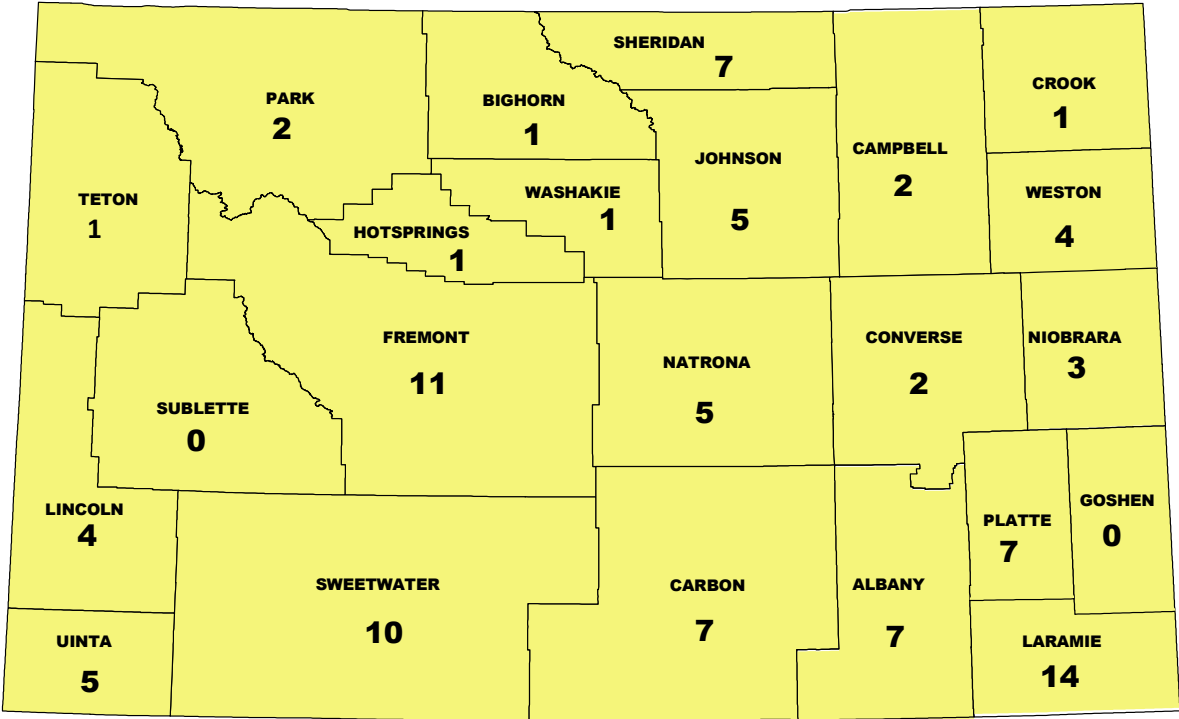 SHERIDAN
7
CROOK
1
PARK
2
BIGHORN
1
JOHNSON
5
CAMPBELL
2
TETON
1
WASHAKIE
1
WESTON
4
HOTSPRINGS
1
FREMONT
11
NATRONA
5
CONVERSE
2
NIOBRARA
3
SUBLETTE
0
LINCOLN
4
PLATTE
7
GOSHEN
0
SWEETWATER
10
CARBON
7
ALBANY
7
UINTA
5
LARAMIE
14